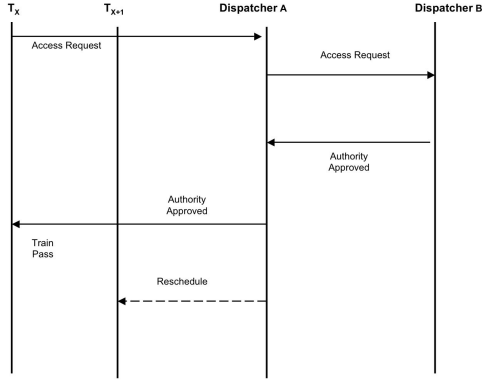 Tx Tx+1 Dispatcher A Dispatcher B
Access Request
Access Request
Authority
Approved
Authority
Approved
Train
Pass
Reschedule